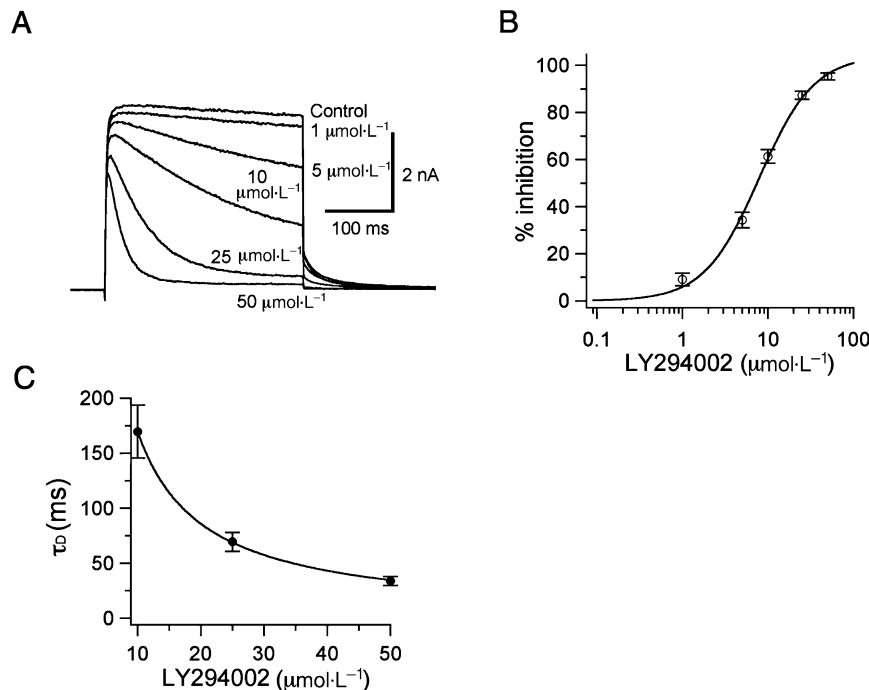 A
Control
1 μmol·L⁻¹
5 μmol·L⁻¹
10
μmol·L⁻¹
25 μmol·L⁻¹
50 μmol·L⁻¹
2 nA
100 ms
B
% inhibition
100
80
60
40
20
0
0.1
1
10
100
LY294002 (μmol·L⁻¹)
C
τD (ms)
200
150
100
50
0
10
20
30
40
50
LY294002 (μmol·L⁻¹)